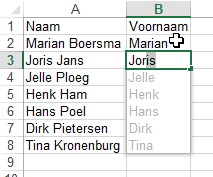 A B
1 Naam Voornaam
2 Marian Boersma Marian
3 Joris Jans Joris
4 Jelle Ploeg Jelle
5 Henk Ham Henk
6 Hans Poel Hans
7 Dirk Pietersen Dirk
8 Tina Kronenburg Tina